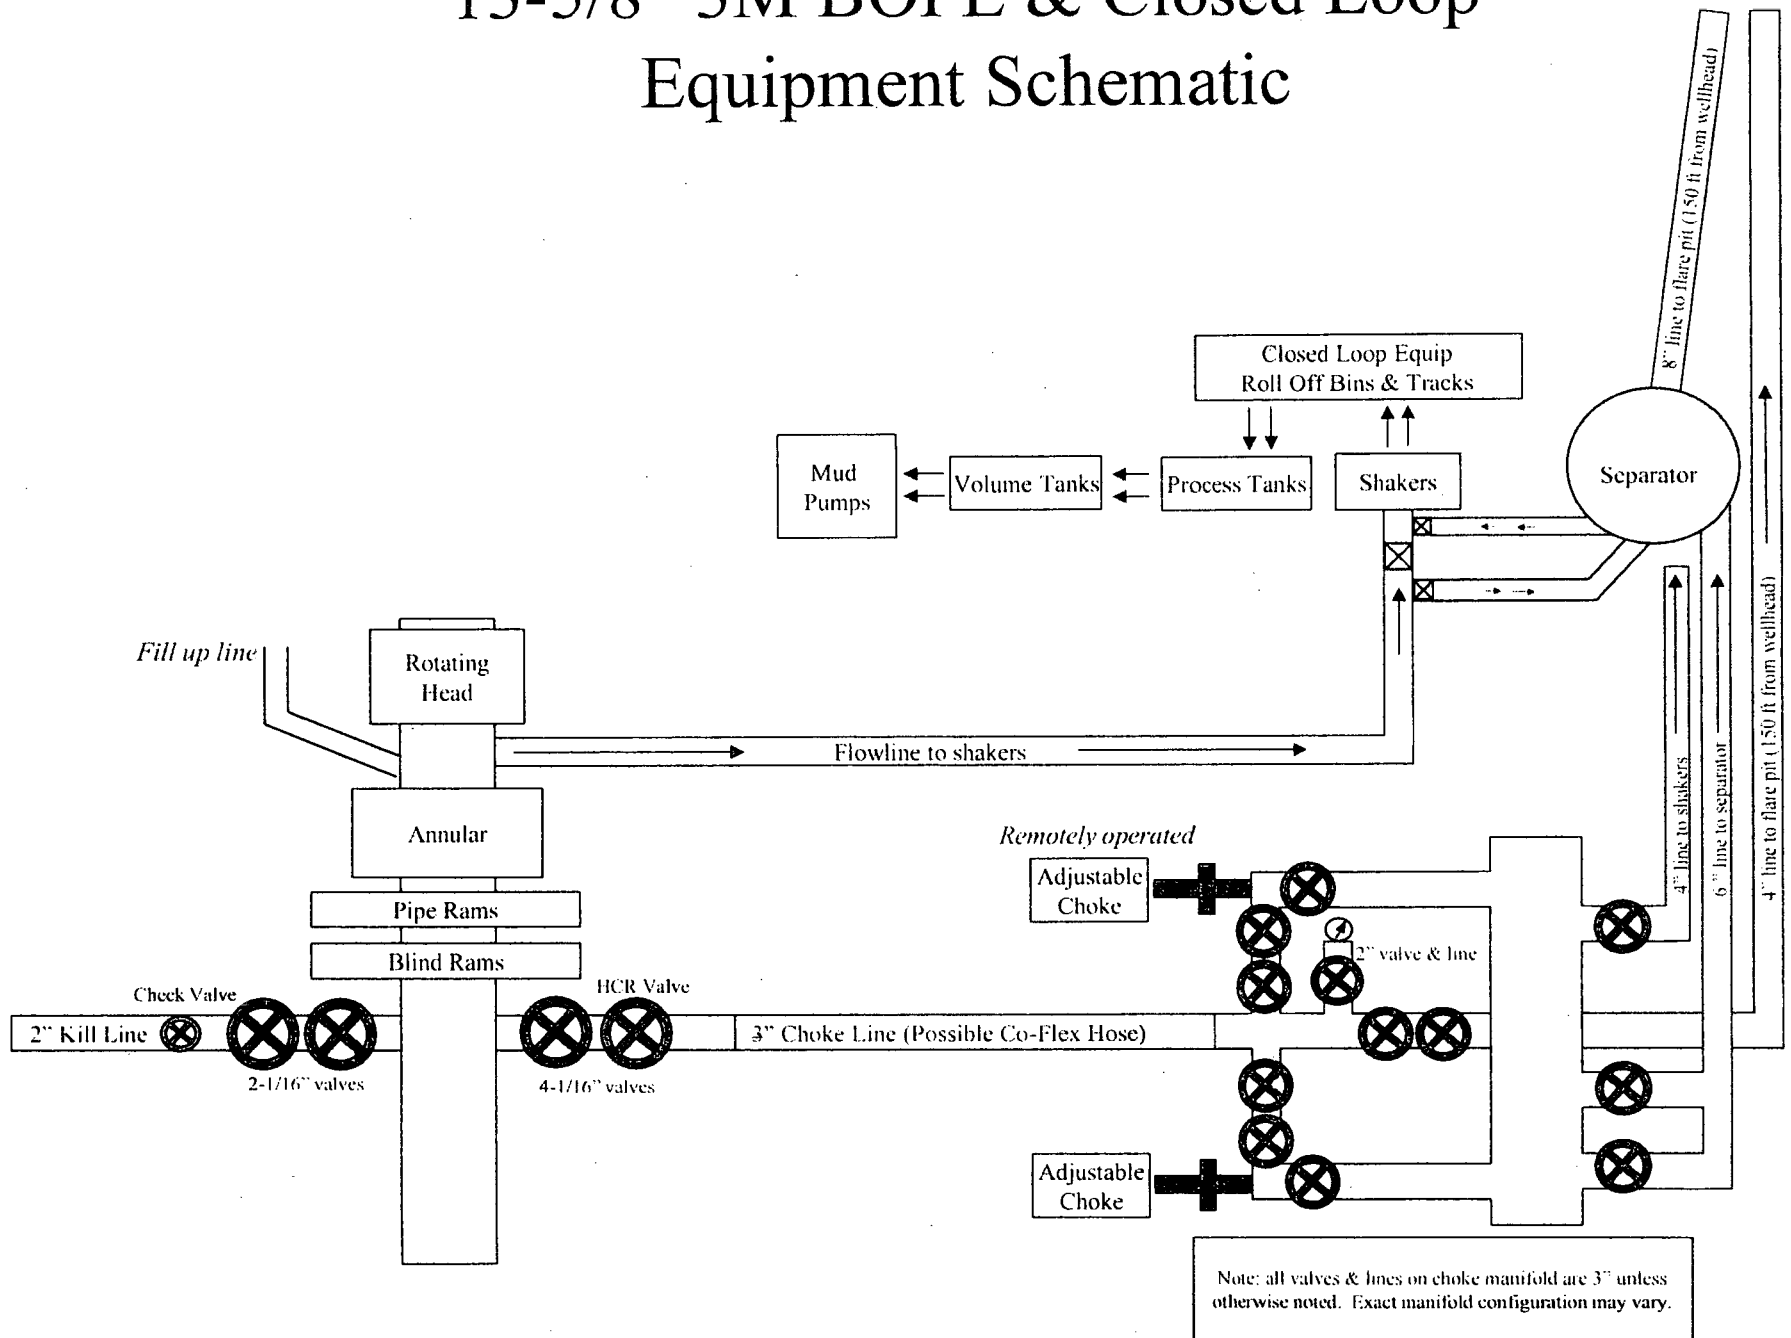 13-5/8" 3M BOPE & Closed Loop
Equipment Schematic
8" line to flare pit (150 ft from wellhead)
Closed Loop Equip
Roll Off Bins & Tracks
Mud
Pumps
Volume Tanks
Process Tanks
Shakers
Separator
Fill up line
Rotating
Head
Flowline to shakers
4" line to shakers
6" line to separator
4" line to flare pit (150 ft from wellhead)
Annular
Remotely operated
Adjustable
Choke
Pipe Rams
Blind Rams
2" valve & line
Check Valve
HCR Valve
2" Kill Line
3" Choke Line (Possible Co-Flex Hose)
2-1/16" valves
4-1/16" valves
Adjustable
Choke
Note: all valves & lines on choke manifold are 3" unless
otherwise noted. Exact manifold configuration may vary.